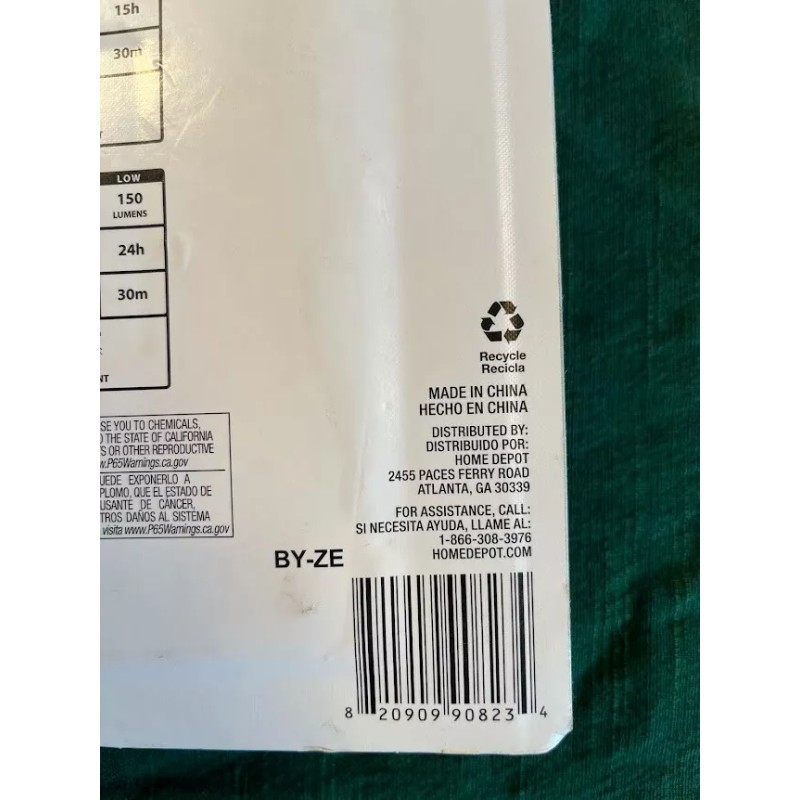 15h
30m
LOW
150
LUMENS
24h
30m
NT
SE YOU TO CHEMICALS,
THE STATE OF CALIFORNIA
S OR OTHER REPRODUCTIVE
w.P65Warnings.ca.gov
UEDE EXPONERLO A
PLOMO, QUE EL ESTADO DE
USANTE DE CÁNCER,
TROS DAÑOS AL SISTEMA
visita www.P65Warnings.ca.gov
Recycle
Recicla
MADE IN CHINA
HECHO EN CHINA
DISTRIBUTED BY:
DISTRIBUIDO POR:
HOME DEPOT
2455 PACES FERRY ROAD
ATLANTA, GA 30339
FOR ASSISTANCE, CALL:
SI NECESITA AYUDA, LLAME AL:
1-866-308-3976
HOMEDEPOT.COM
BY-ZE
8 20909 90823 4